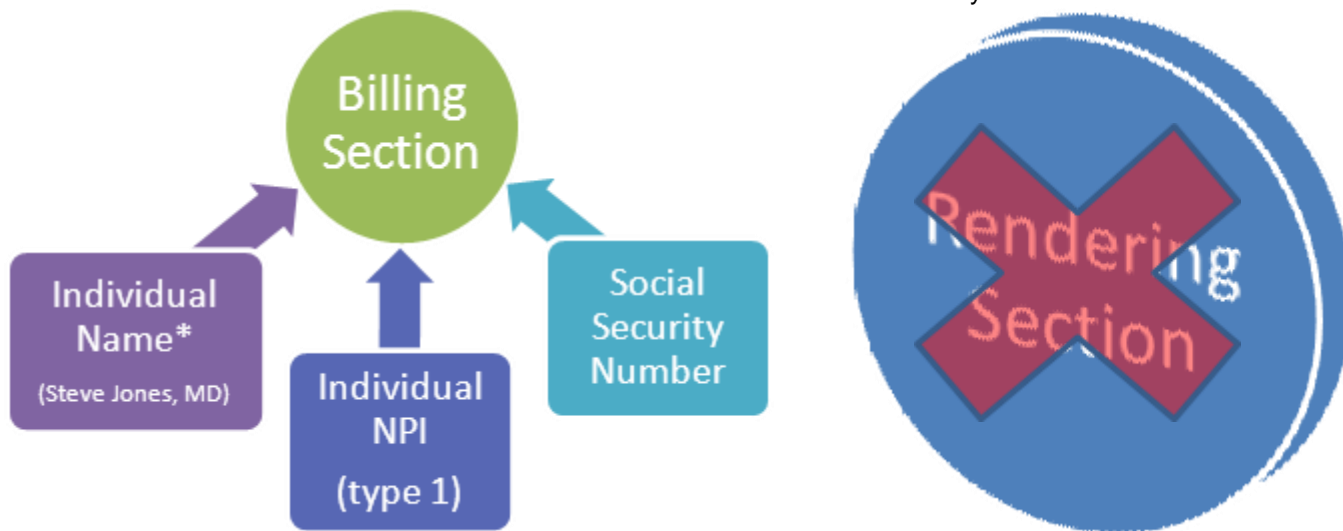 Billing
Section
Individual
Name*
(Steve Jones, MD)
Individual
NPI
(type 1)
Social
Security
Number
Rendering
Section